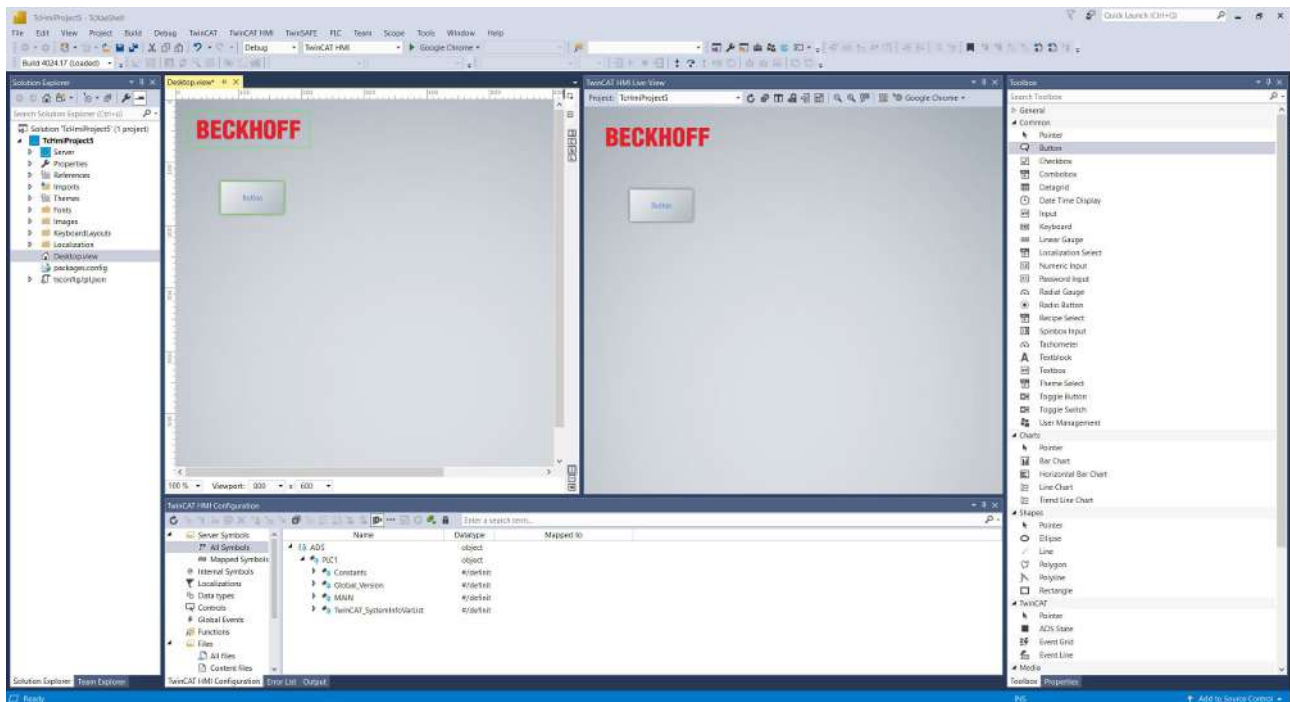 TcHmiProject5 - TcXaeShell
Quick Launch (Ctrl+Q)
File Edit View Project Build Debug TwinCAT TwinCAT HMI TwinSAFE PLC Team Scope Tools Window Help
Debug TwinCAT HMI Google Chrome
Build 4024.17 (Loaded)
Solution Explorer
Search Solution Explorer (Ctrl+ü)
Solution 'TcHmiProject5' (1 project)
TcHmiProject5
Server
Properties
References
Imports
Themes
Fonts
Images
KeyboardLayouts
Localization
Desktop.view
packages.config
tsconfig.tpl.json
Solution Explorer Team Explorer
Desktop.view*
BECKHOFF
Button
100 % Viewport: 800 x 600
TwinCAT HMI Live-View
Project: TcHmiProject5 Google Chrome
BECKHOFF
Button
TwinCAT HMI Configuration
Enter a search term...
Server Symbols
All Symbols
Mapped Symbols
Internal Symbols
Localizations
Data types
Controls
Global Events
Functions
Files
All files
Content files
Name Datatype Mapped to
ADS object
PLC1 object
Constants #/definit
Global_Version #/definit
MAIN #/definit
TwinCAT_SystemInfoVarList #/definit
TwinCAT HMI Configuration Error List Output
Toolbox
Search Toolbox
General
Common
Pointer
Button
Checkbox
Combobox
Datagrid
Date Time Display
Input
Keyboard
Linear Gauge
Localization Select
Numeric Input
Password Input
Radial Gauge
Radio Button
Recipe Select
Spinbox Input
Tachometer
Textblock
Textbox
Theme Select
Toggle Button
Toggle Switch
User Management
Charts
Pointer
Bar Chart
Horizontal Bar Chart
Line Chart
Trend Line Chart
Shapes
Pointer
Ellipse
Line
Polygon
Polyline
Rectangle
TwinCAT
Pointer
ADS State
Event Grid
Event Line
Media
Toolbox Properties
Ready
INS
Add to Source Control